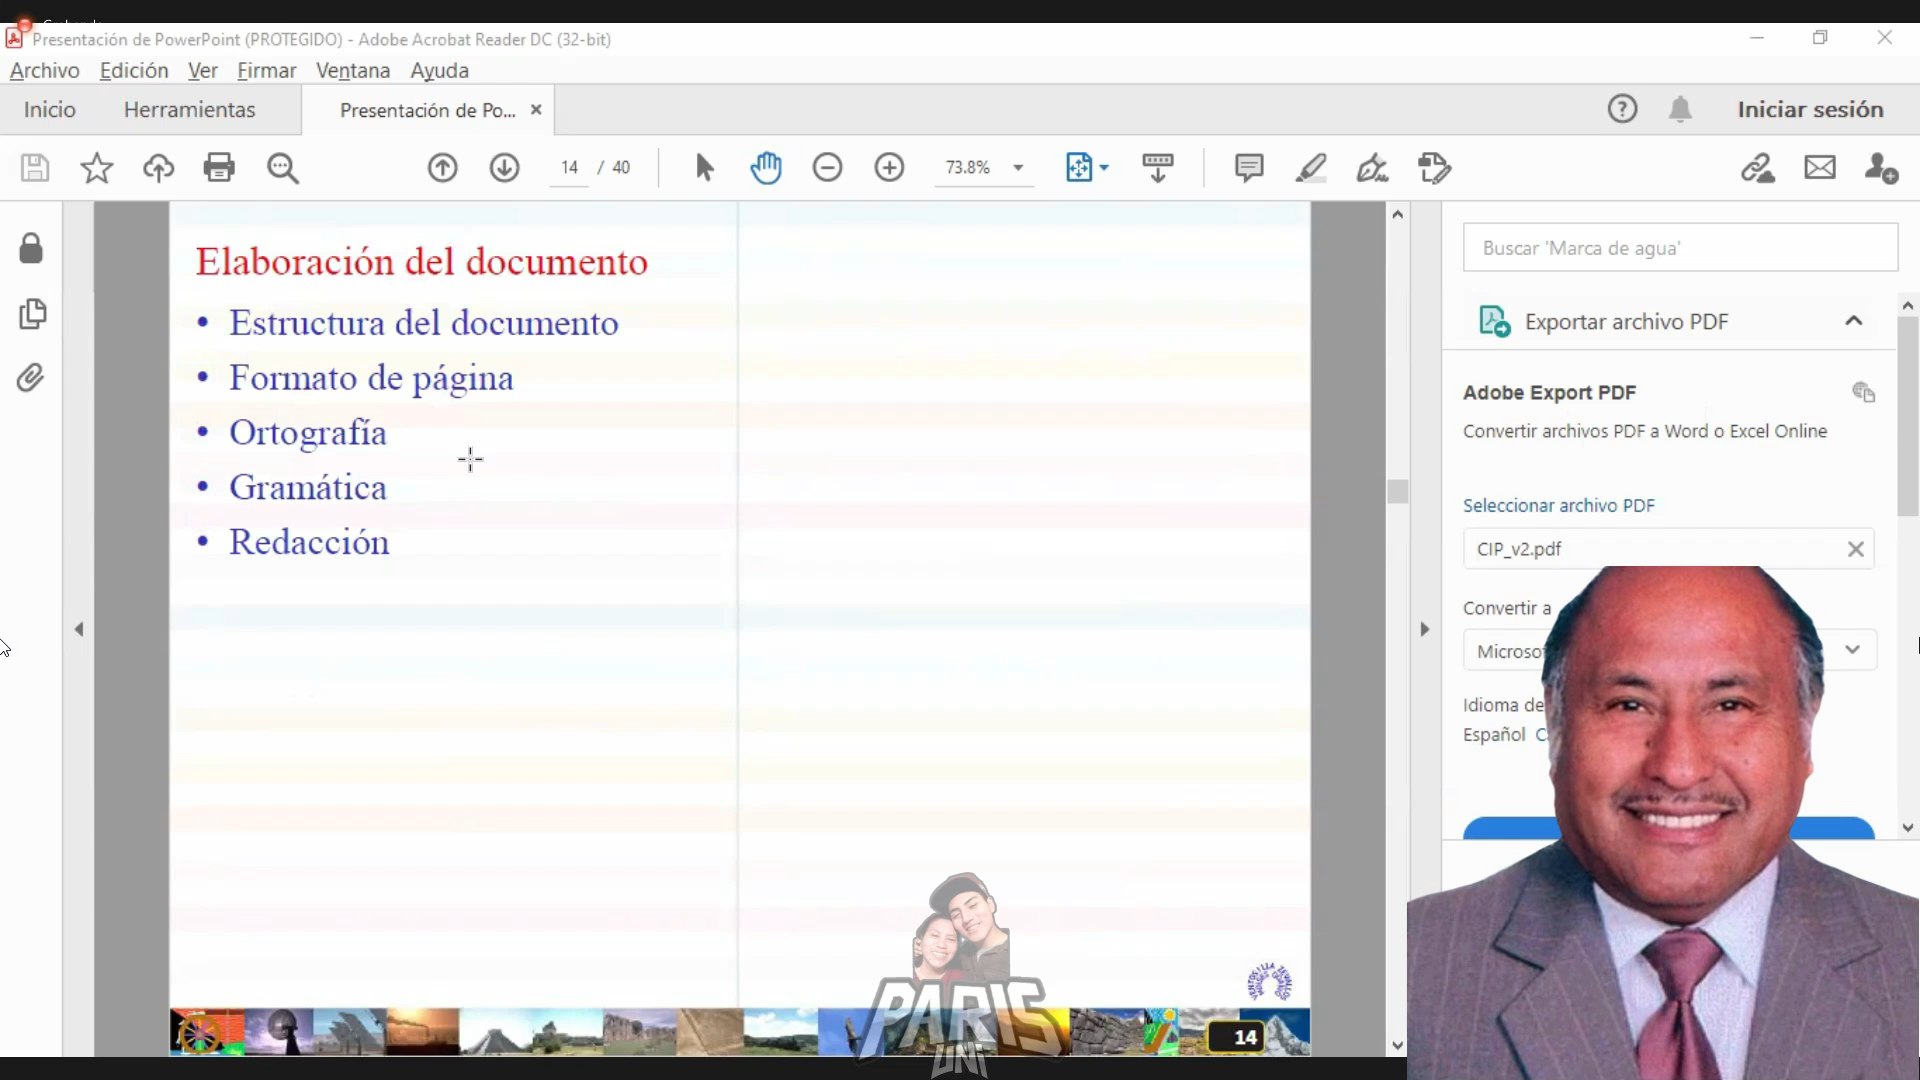 Presentación de PowerPoint (PROTEGIDO) - Adobe Acrobat Reader DC (32-bit)
Archivo Edición Ver Firmar Ventana Ayuda
Inicio Herramientas Presentación de Po... Iniciar sesión
14 / 40 73.8%
Elaboración del documento
• Estructura del documento
• Formato de página
• Ortografía
• Gramática
• Redacción
14
PARIS
UNI
Buscar 'Marca de agua'
Exportar archivo PDF
Adobe Export PDF
Convertir archivos PDF a Word o Excel Online
Seleccionar archivo PDF
CIP_v2.pdf
Convertir a
Idioma de
Español